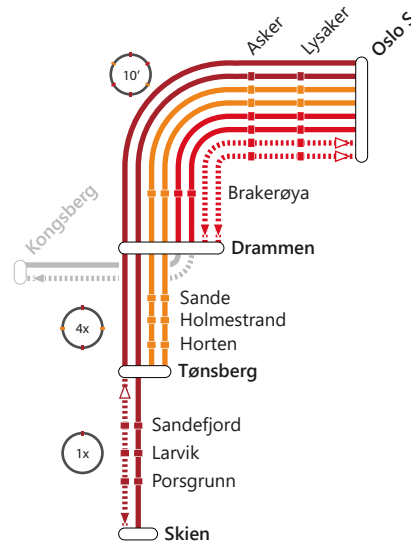 Asker
Lysaker
Oslo S
10'
Brakerøya
Kongsberg
Drammen
Sande
4x
Holmestrand
Horten
Tønsberg
Sandefjord
1x
Larvik
Porsgrunn
Skien